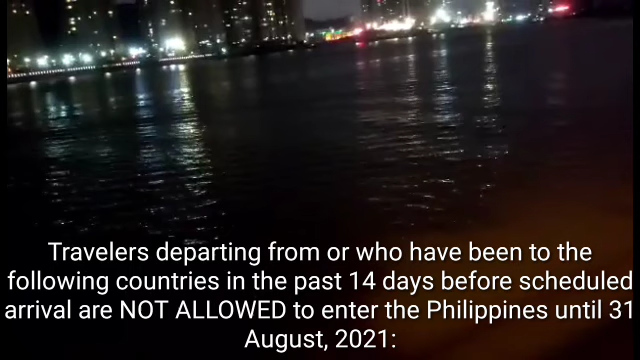 Travelers departing from or who have been to the
following countries in the past 14 days before scheduled
arrival are NOT ALLOWED to enter the Philippines until 31
August, 2021: